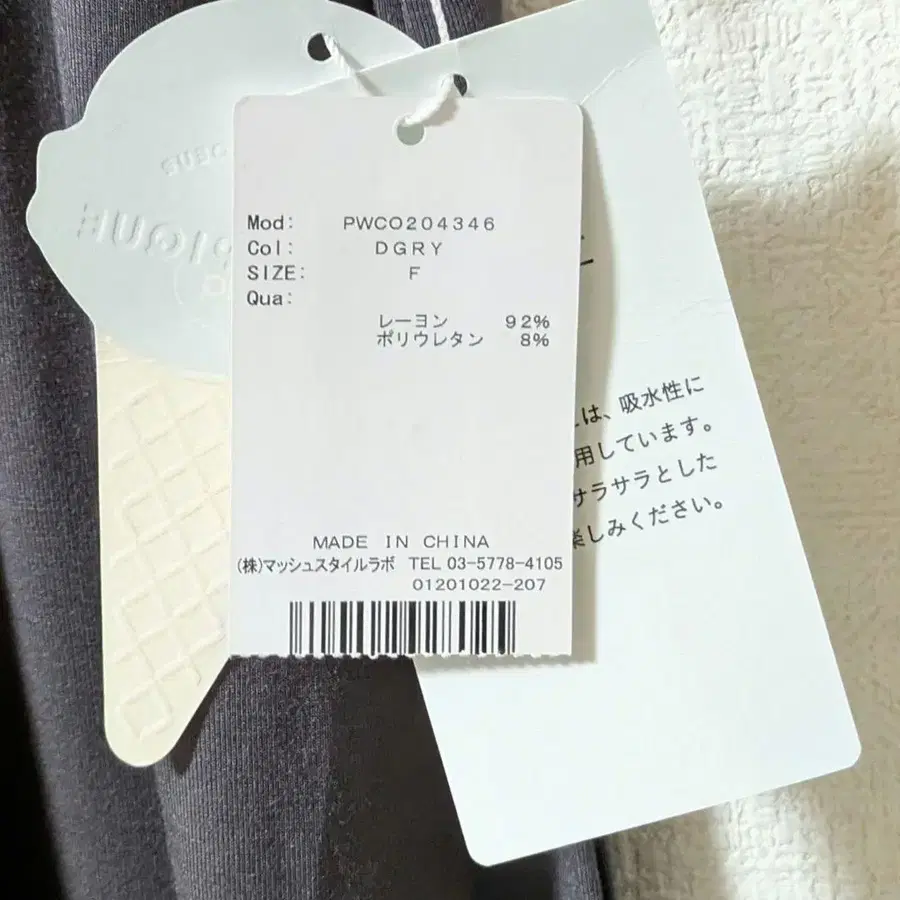 Mod: PWCO204346
Col: DGRY
SIZE: F
Qua:
レーヨン 92%
ポリウレタン 8%
MADE IN CHINA
(株)マッシュスタイルラボ TEL 03-5778-4105
01201022-207
は、吸水性に
用しています。
サラサラとした
楽しみください。